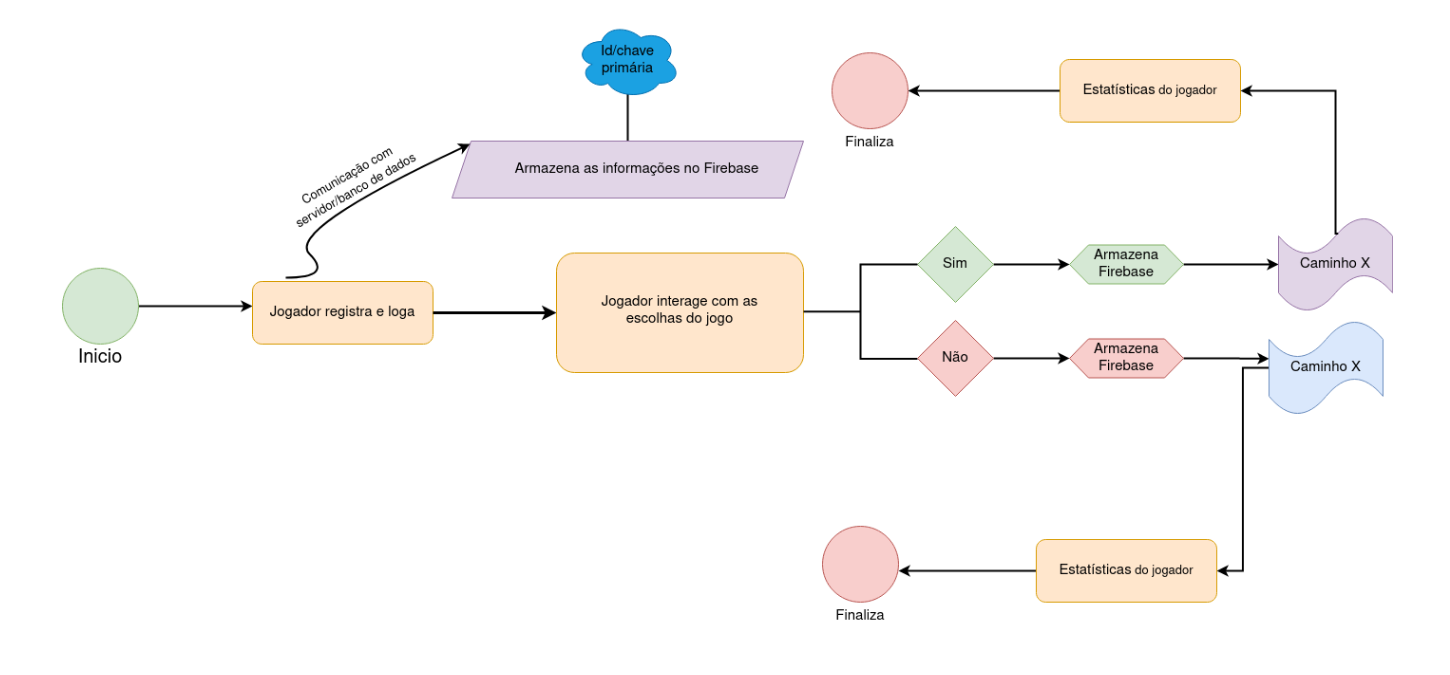 Id/chave
primária
Estatísticas do jogador
Finaliza
Comunicação com
servidor/banco de dados
Armazena as informações no Firebase
Inicio
Jogador registra e loga
Jogador interage com as
escolhas do jogo
Sim
Armazena
Firebase
Caminho X
Não
Armazena
Firebase
Caminho X
Estatísticas do jogador
Finaliza